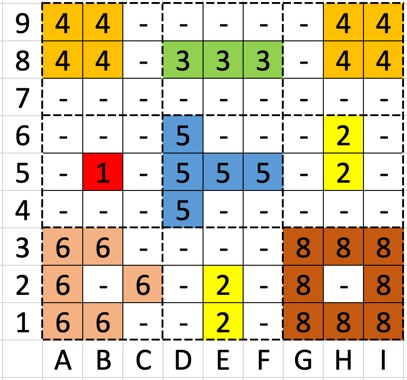 9 4 4 - - - - - 4 4
8 4 4 - 3 3 3 - 4 4
7 - - - - - - - - -
6 - - - 5 - - - 2 -
5 - 1 - 5 5 5 - 2 -
4 - - - 5 - - - - -
3 6 6 - - - - 8 8 8
2 6 - 6 - 2 - 8 - 8
1 6 6 - - 2 - 8 8 8
A B C D E F G H I